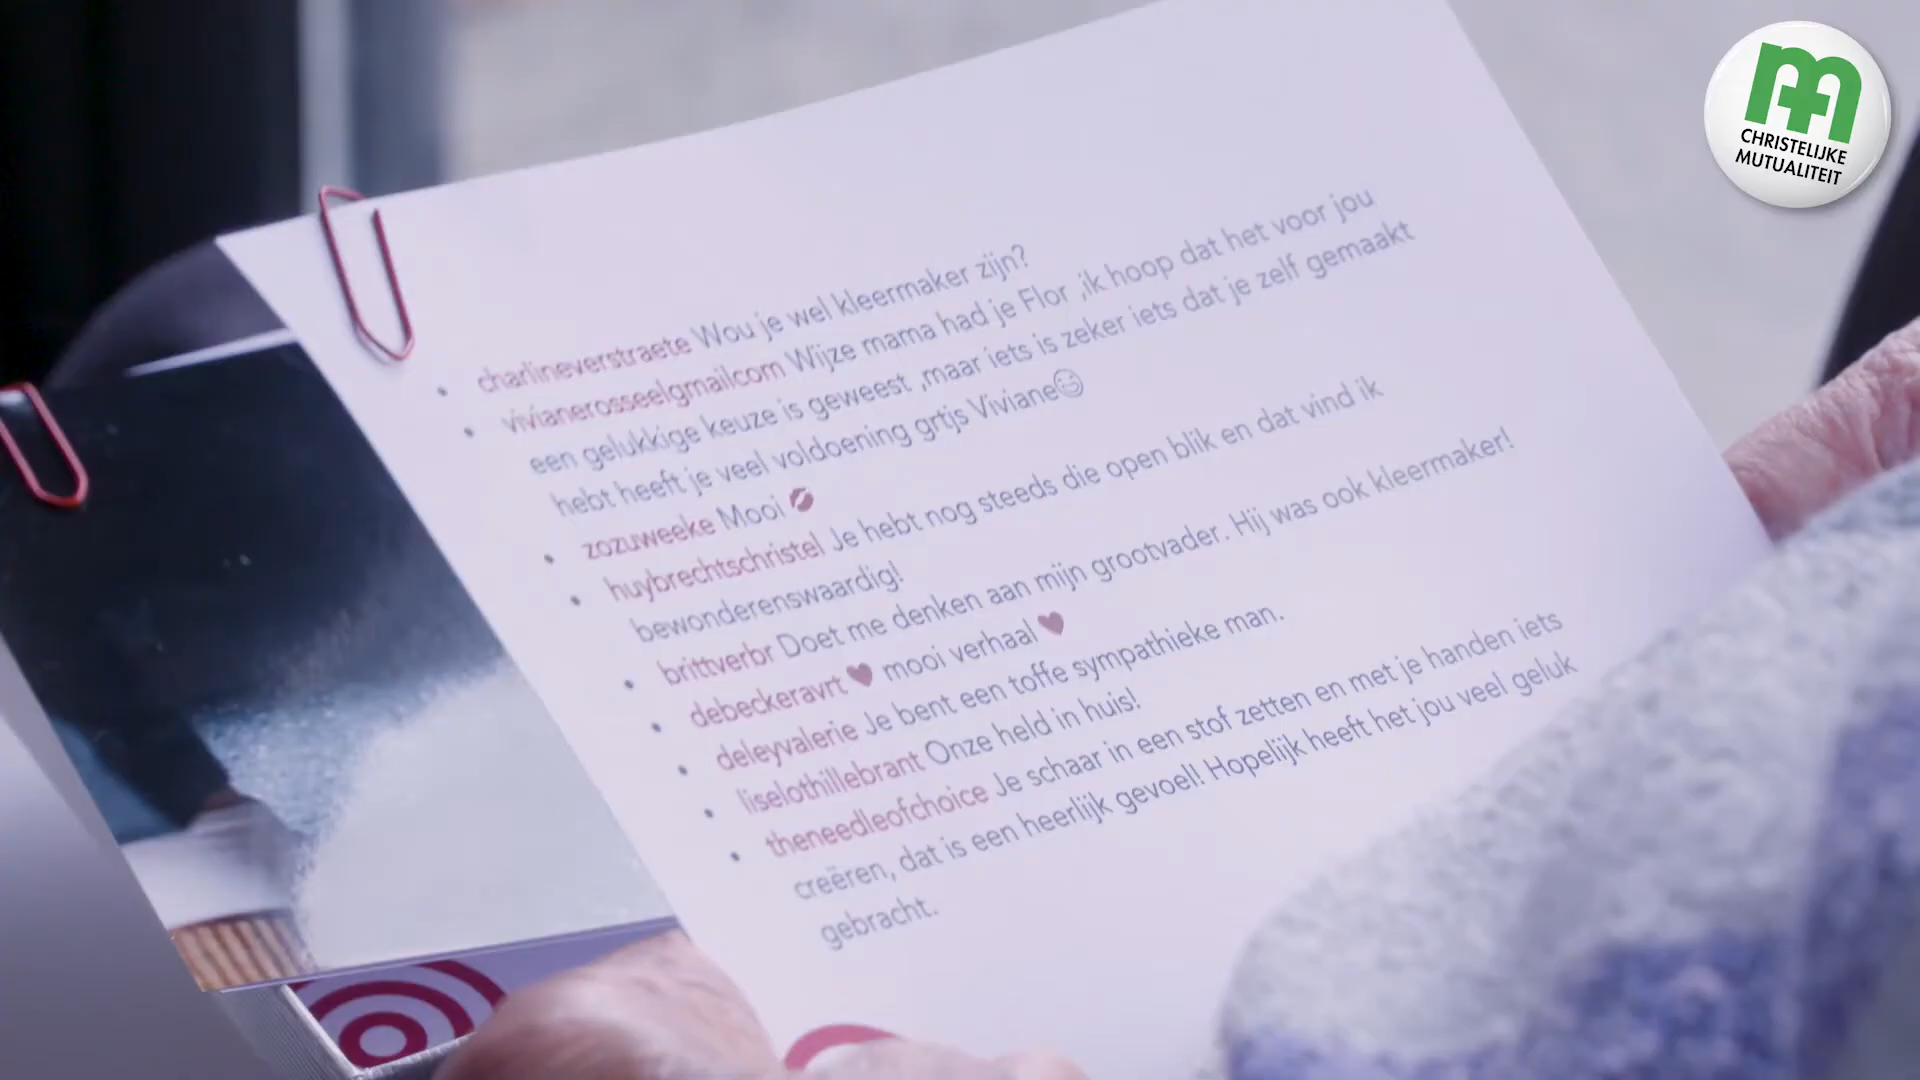 charlineverstraete Wou je wel kleermaker zijn?
vivianerosseelgmailcom Wijze mama had je Flor ,ik hoop dat het voor jou
een gelukkige keuze is geweest ,maar iets is zeker iets dat je zelf gemaakt
hebt heeft je veel voldoening grtjs Viviane😉
zozuweeke Mooi 💋
huybrechtschristel Je hebt nog steeds die open blik en dat vind ik
bewonderenswaardig!
brittverbr Doet me denken aan mijn grootvader. Hij was ook kleermaker!
debeckeravrt ♥ mooi verhaal ♥
deleyvalerie Je bent een toffe sympathieke man.
liselothillebrant Onze held in huis!
theneedleofchoice Je schaar in een stof zetten en met je handen iets
creëren, dat is een heerlijk gevoel! Hopelijk heeft het jou veel geluk
gebracht.
CHRISTELIJKE
MUTUALITEIT